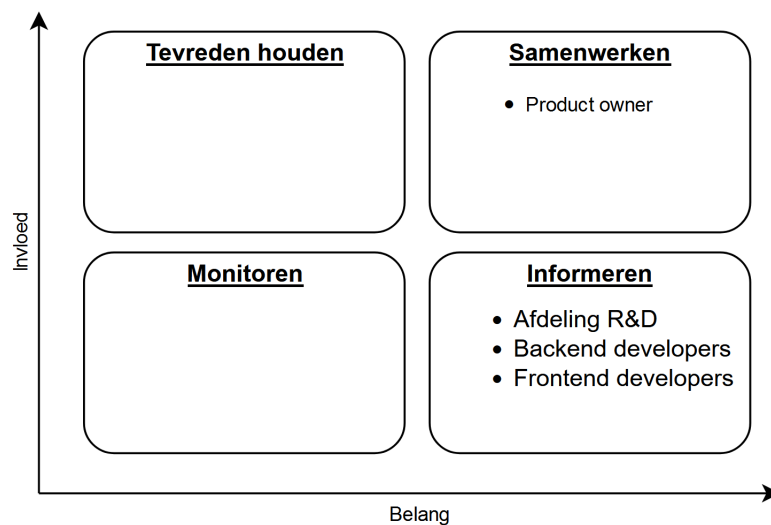 Tevreden houden
Samenwerken
• Product owner
Invloed
Monitoren
Informeren
• Afdeling R&D
• Backend developers
• Frontend developers
Belang